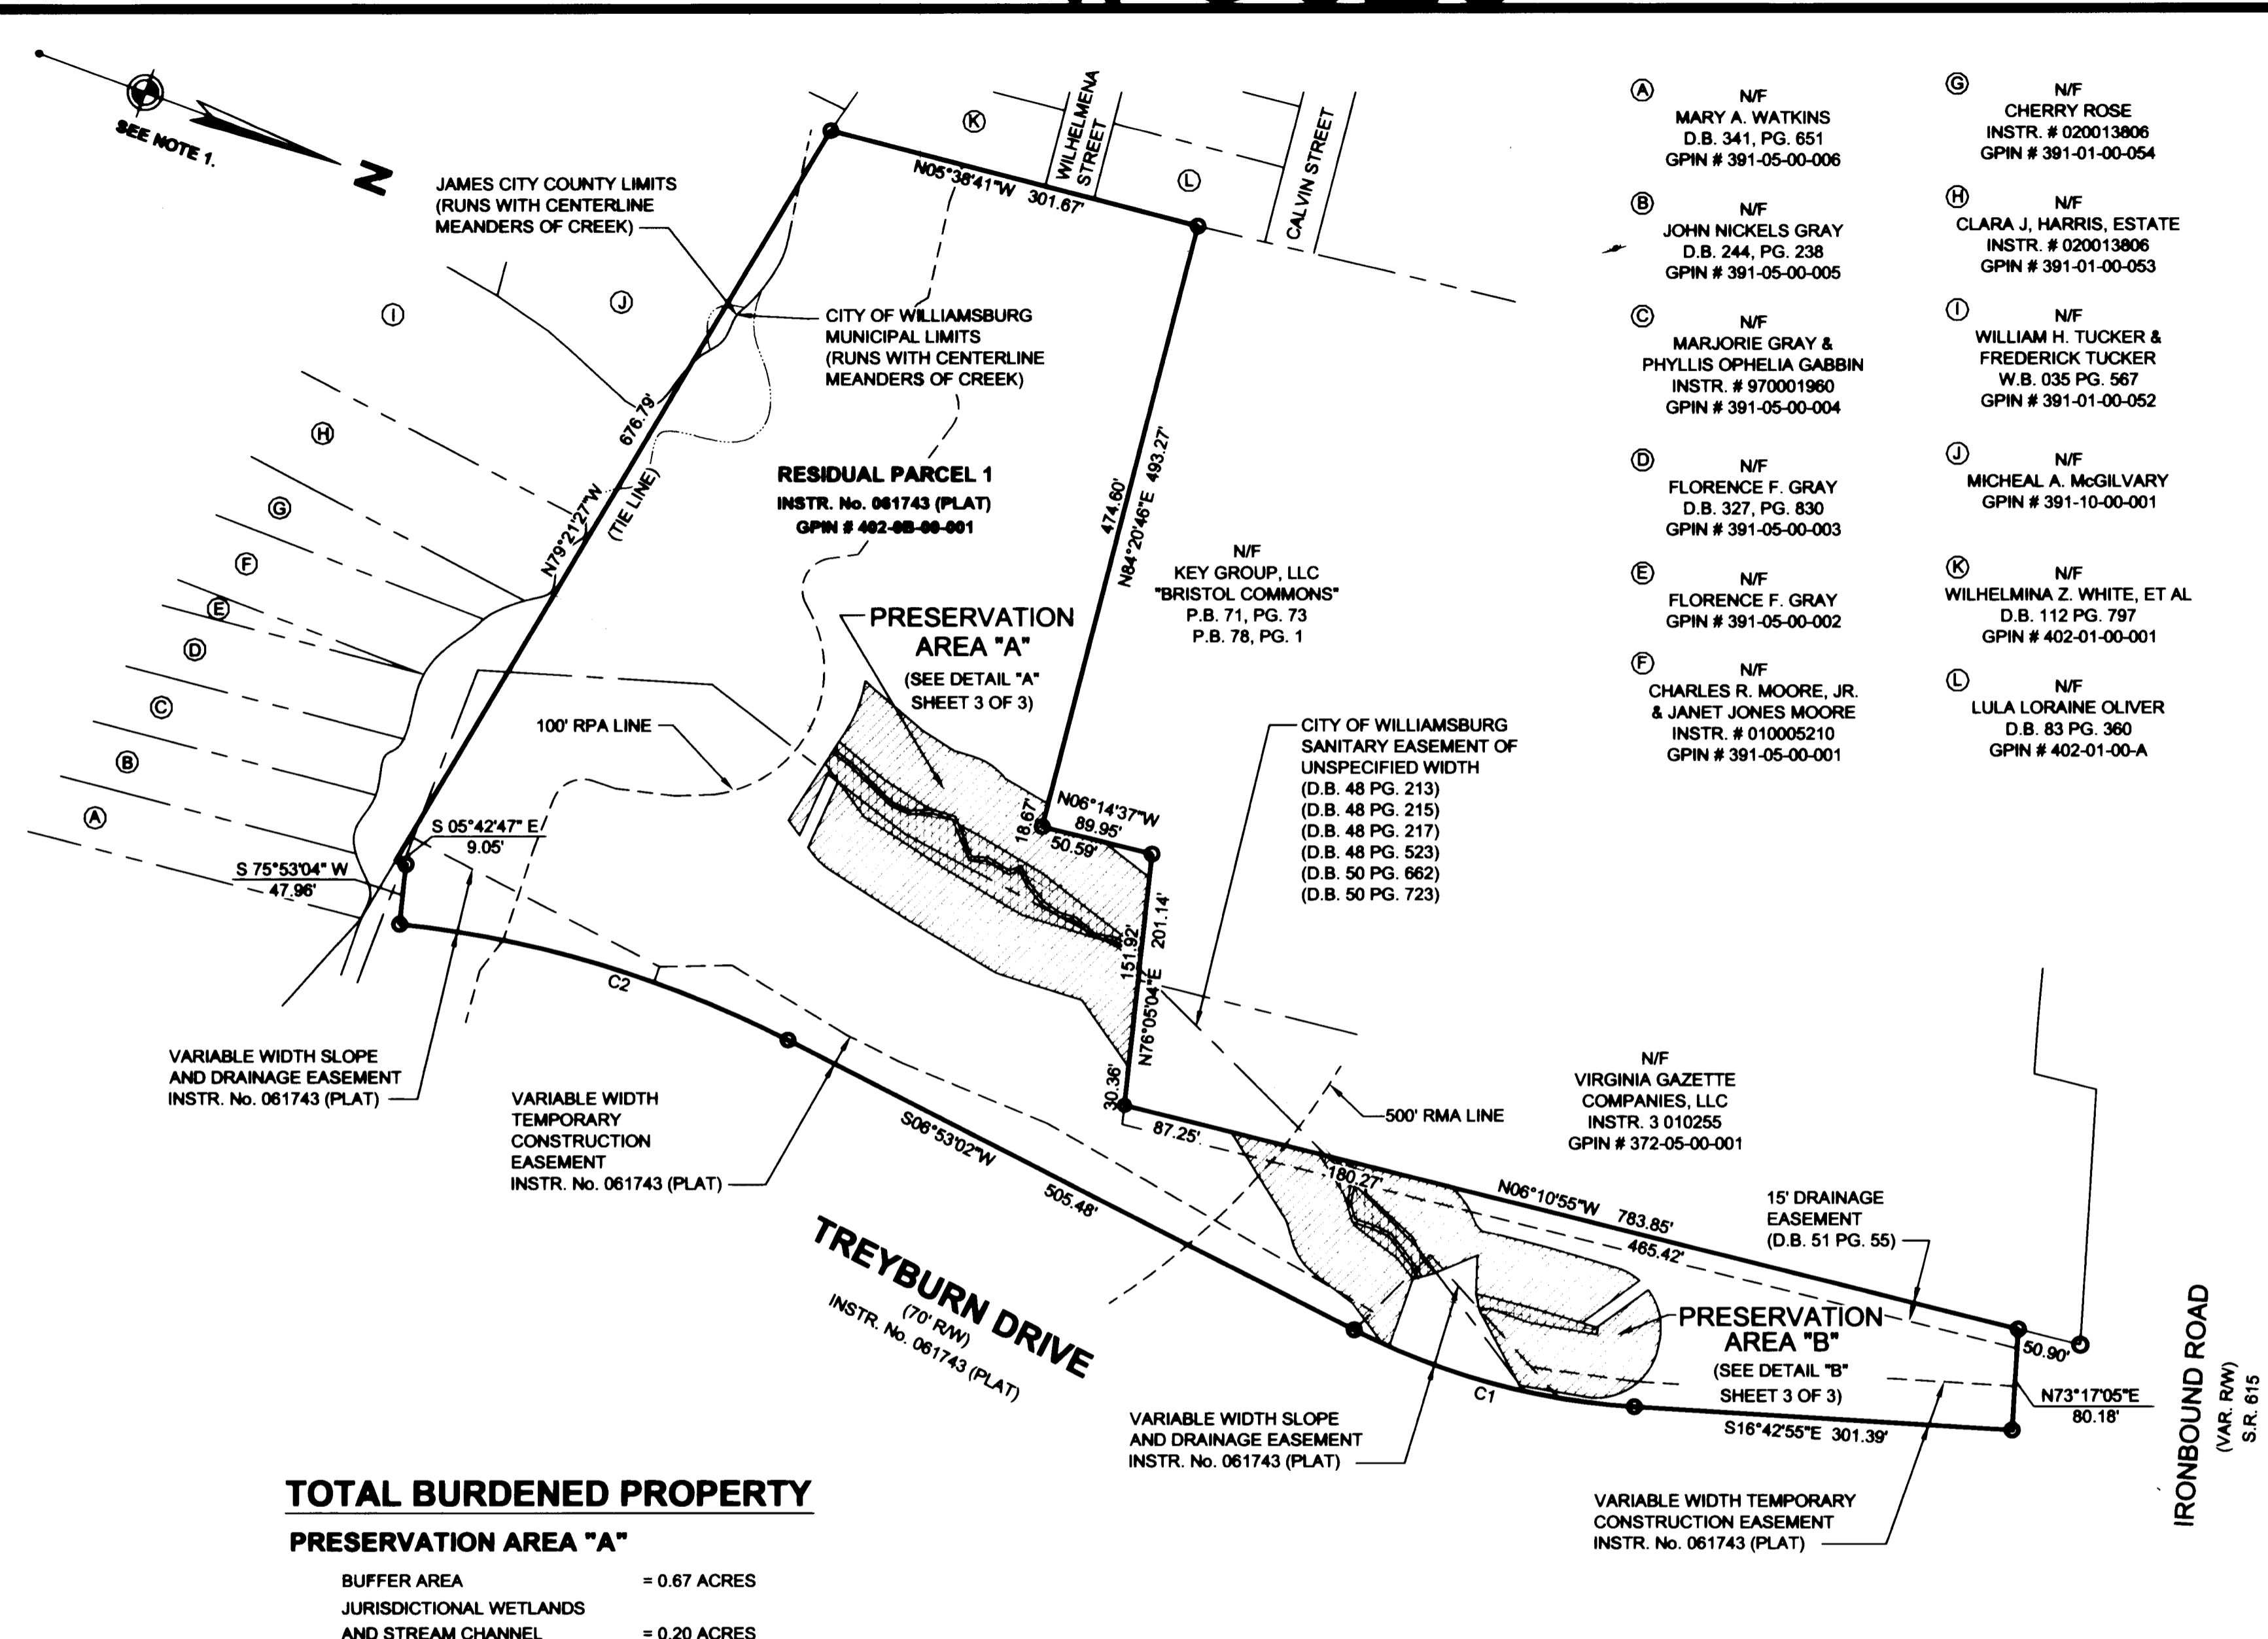 SEE NOTE 1.
N
JAMES CITY COUNTY LIMITS
(RUNS WITH CENTERLINE
MEANDERS OF CREEK)
K
WILHELMENA
STREET
L
CALVIN STREET
N05°38'41"W 301.67'
CITY OF WILLIAMSBURG
MUNICIPAL LIMITS
(RUNS WITH CENTERLINE
MEANDERS OF CREEK)
J
I
H
G
F
E
D
C
B
A
676.79'
N79°21'27"W
(TIE LINE)
RESIDUAL PARCEL 1
INSTR. No. 061743 (PLAT)
GPIN # 402-0B-00-001
474.60'
N84°20'46"E 493.27'
N/F
KEY GROUP, LLC
"BRISTOL COMMONS"
P.B. 71, PG. 73
P.B. 78, PG. 1
PRESERVATION
AREA "A"
(SEE DETAIL "A"
SHEET 3 OF 3)
100' RPA LINE
CITY OF WILLIAMSBURG
SANITARY EASEMENT OF
UNSPECIFIED WIDTH
(D.B. 48 PG. 213)
(D.B. 48 PG. 215)
(D.B. 48 PG. 217)
(D.B. 48 PG. 523)
(D.B. 50 PG. 662)
(D.B. 50 PG. 723)
18.67'
N06°14'37"W
89.95'
50.59'
S 05°42'47" E
9.05'
S 75°53'04" W
47.96'
201.14'
151.92'
N76°05'04"E
30.36'
C2
VARIABLE WIDTH SLOPE
AND DRAINAGE EASEMENT
INSTR. No. 061743 (PLAT)
VARIABLE WIDTH
TEMPORARY
CONSTRUCTION
EASEMENT
INSTR. No. 061743 (PLAT)
S06°53'02"W
505.48'
87.25'
500' RMA LINE
N/F
VIRGINIA GAZETTE
COMPANIES, LLC
INSTR. 3 010255
GPIN # 372-05-00-001
180.27'
N06°10'55"W 783.85'
465.42'
15' DRAINAGE
EASEMENT
(D.B. 51 PG. 55)
TREYBURN DRIVE
(70' R/W)
INSTR. No. 061743 (PLAT)
PRESERVATION
AREA "B"
(SEE DETAIL "B"
SHEET 3 OF 3)
50.90'
N73°17'05"E
80.18'
C1
S16°42'55"E 301.39'
VARIABLE WIDTH SLOPE
AND DRAINAGE EASEMENT
INSTR. No. 061743 (PLAT)
VARIABLE WIDTH TEMPORARY
CONSTRUCTION EASEMENT
INSTR. No. 061743 (PLAT)
IRONBOUND ROAD
(VAR. R/W)
S.R. 615
A
N/F
MARY A. WATKINS
D.B. 341, PG. 651
GPIN # 391-05-00-006
B
N/F
JOHN NICKELS GRAY
D.B. 244, PG. 238
GPIN # 391-05-00-005
C
N/F
MARJORIE GRAY &
PHYLLIS OPHELIA GABBIN
INSTR. # 970001960
GPIN # 391-05-00-004
D
N/F
FLORENCE F. GRAY
D.B. 327, PG. 830
GPIN # 391-05-00-003
E
N/F
FLORENCE F. GRAY
GPIN # 391-05-00-002
F
N/F
CHARLES R. MOORE, JR.
& JANET JONES MOORE
INSTR. # 010005210
GPIN # 391-05-00-001
G
N/F
CHERRY ROSE
INSTR. # 020013806
GPIN # 391-01-00-054
H
N/F
CLARA J, HARRIS, ESTATE
INSTR. # 020013806
GPIN # 391-01-00-053
I
N/F
WILLIAM H. TUCKER &
FREDERICK TUCKER
W.B. 035 PG. 567
GPIN # 391-01-00-052
J
N/F
MICHEAL A. McGILVARY
GPIN # 391-10-00-001
K
N/F
WILHELMINA Z. WHITE, ET AL
D.B. 112 PG. 797
GPIN # 402-01-00-001
L
N/F
LULA LORAINE OLIVER
D.B. 83 PG. 360
GPIN # 402-01-00-A
TOTAL BURDENED PROPERTY
PRESERVATION AREA "A"
BUFFER AREA = 0.67 ACRES
JURISDICTIONAL WETLANDS
AND STREAM CHANNEL = 0.20 ACRES